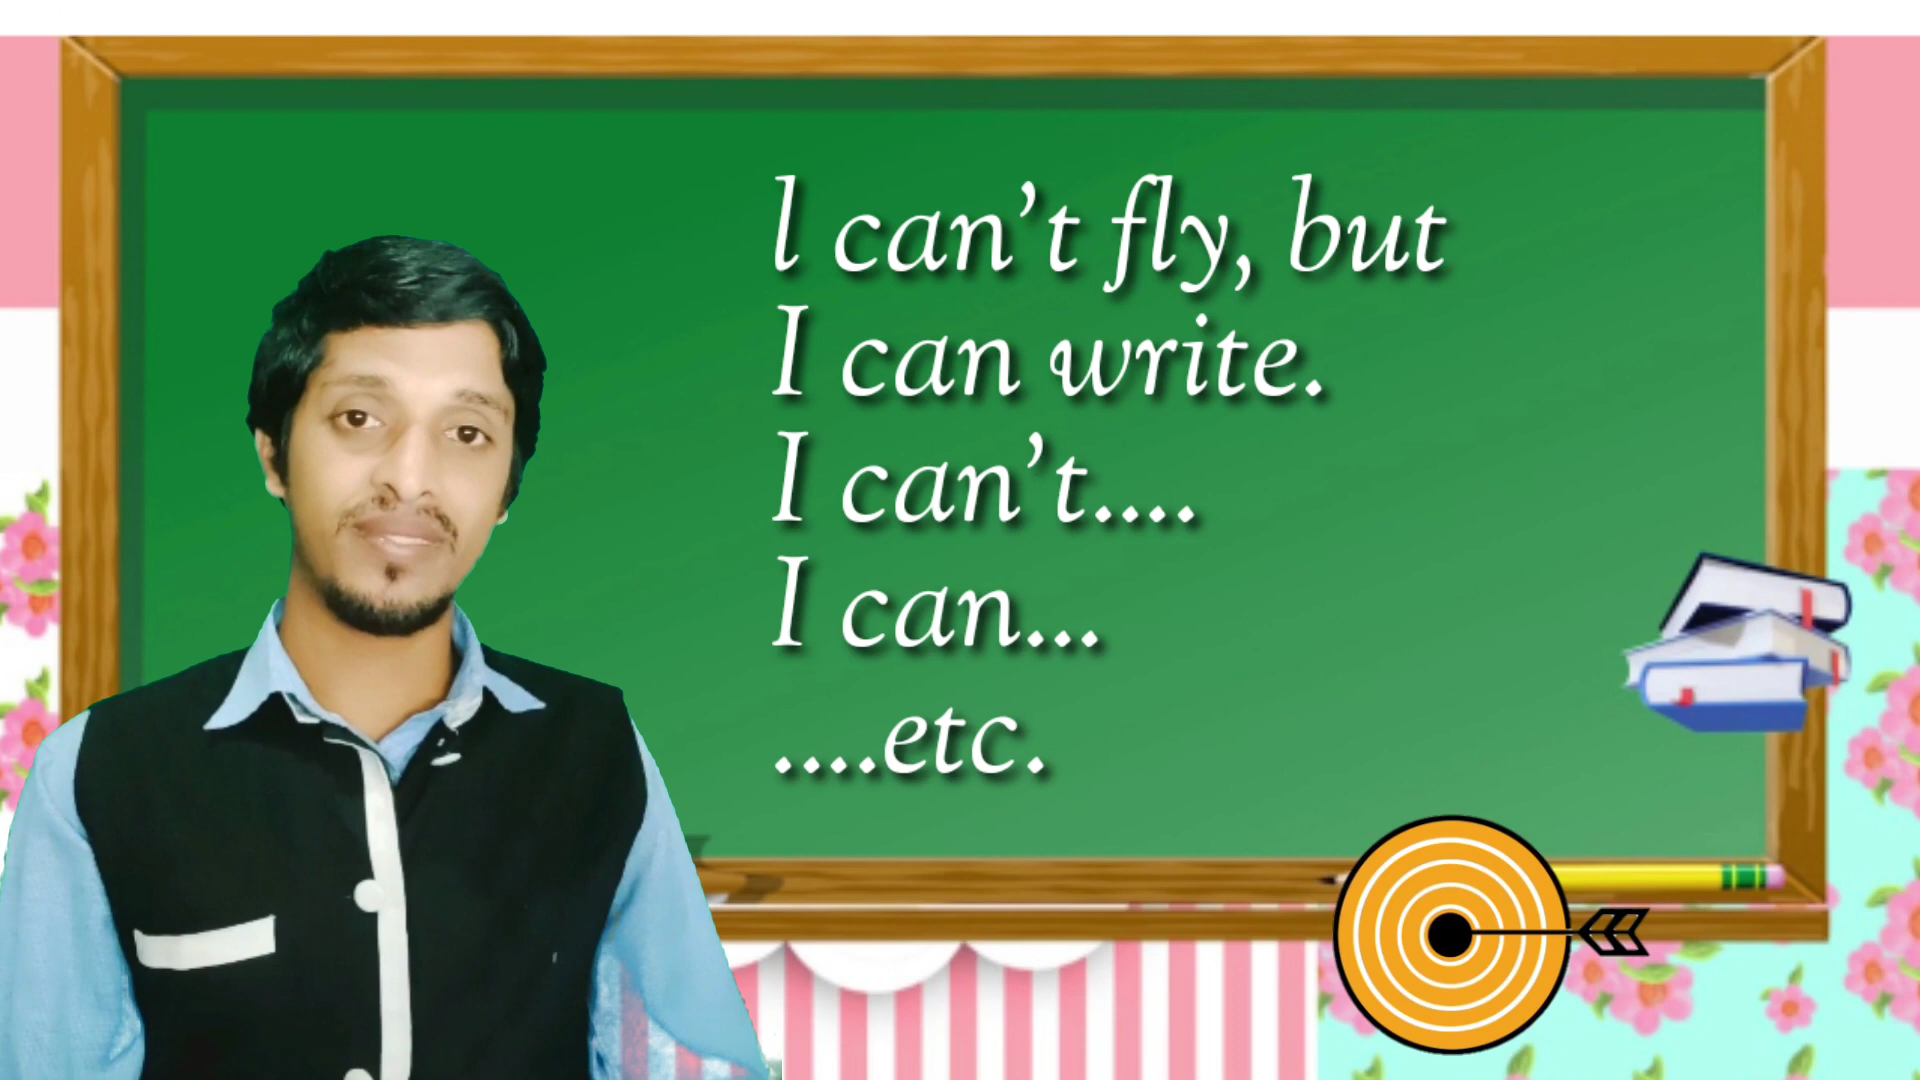 l can't fly, but
I can write.
I can't....
I can...
....etc.